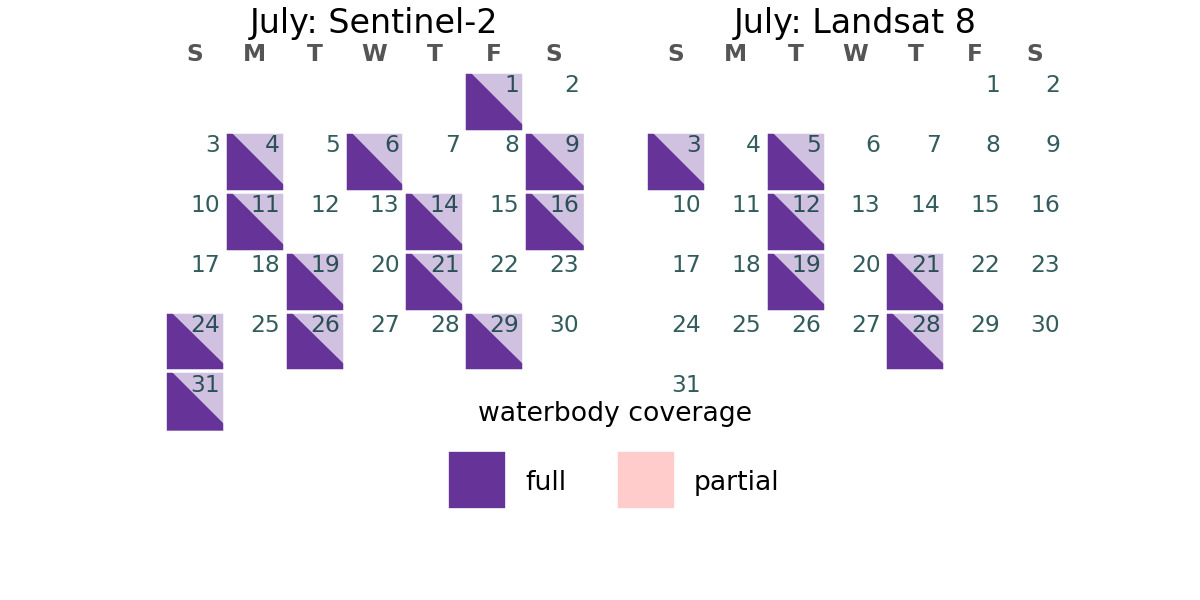 July: Sentinel-2
S M T W T F S
1 2
3 4 5 6 7 8 9
10 11 12 13 14 15 16
17 18 19 20 21 22 23
24 25 26 27 28 29 30
31
July: Landsat 8
S M T W T F S
1 2
3 4 5 6 7 8 9
10 11 12 13 14 15 16
17 18 19 20 21 22 23
24 25 26 27 28 29 30
31
waterbody coverage
full partial